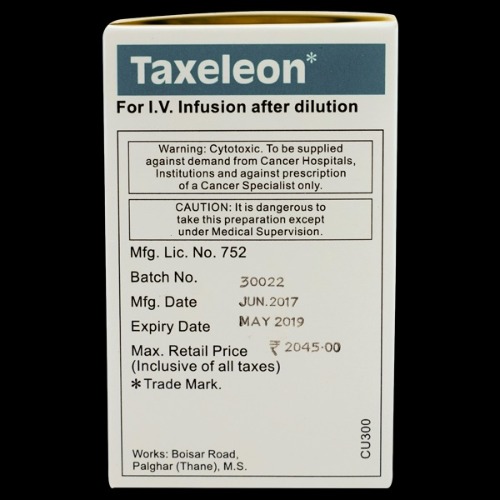 Taxeleon*
For I.V. Infusion after dilution
Warning: Cytotoxic. To be supplied
against demand from Cancer Hospitals,
Institutions and against prescription
of a Cancer Specialist only.
CAUTION: It is dangerous to
take this preparation except
under Medical Supervision.
Mfg. Lic. No. 752
Batch No. 30022
Mfg. Date JUN.2017
Expiry Date MAY 2019
Max. Retail Price ₹ 2045.00
(Inclusive of all taxes)
* Trade Mark.
Works: Boisar Road,
Palghar (Thane), M.S.
CU300